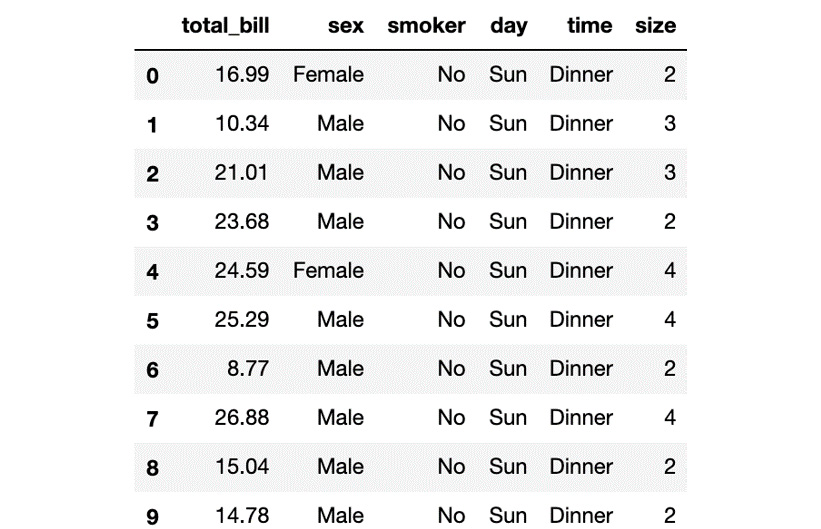 total_bill sex smoker day time size
0 16.99 Female No Sun Dinner 2
1 10.34 Male No Sun Dinner 3
2 21.01 Male No Sun Dinner 3
3 23.68 Male No Sun Dinner 2
4 24.59 Female No Sun Dinner 4
5 25.29 Male No Sun Dinner 4
6 8.77 Male No Sun Dinner 2
7 26.88 Male No Sun Dinner 4
8 15.04 Male No Sun Dinner 2
9 14.78 Male No Sun Dinner 2